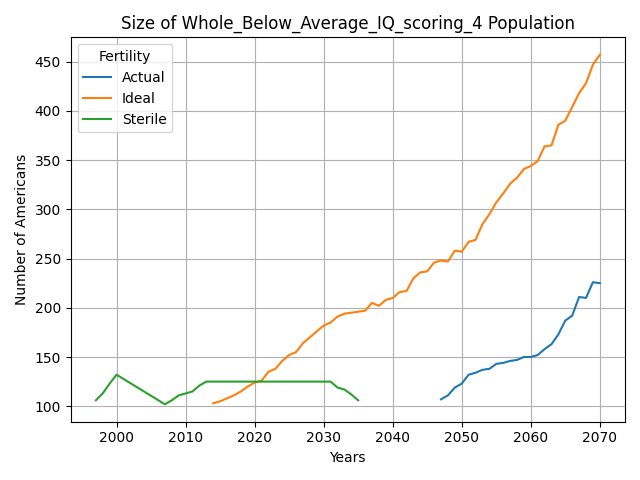 Size of Whole_Below_Average_IQ_scoring_4 Population
Fertility
Actual
Ideal
Sterile
Number of Americans
450
400
350
300
250
200
150
100
2000
2010
2020
2030
2040
2050
2060
2070
Years